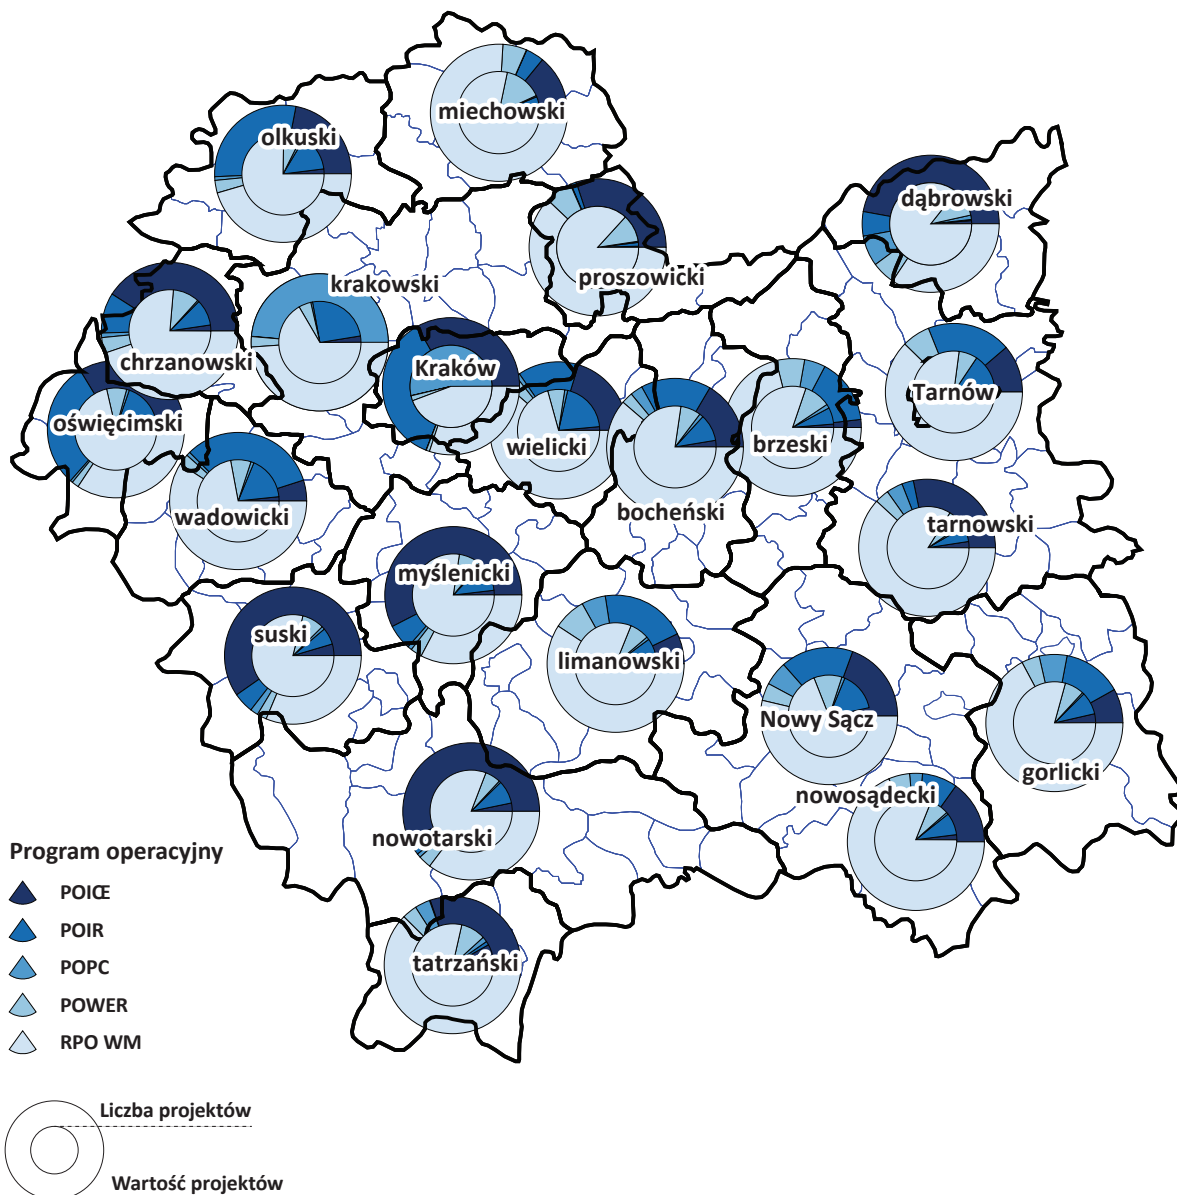 miechowski
olkuski
dąbrowski
proszowicki
krakowski
chrzanowski
Kraków
Tarnów
oświęcimski
wielicki
brzeski
wadowicki
bocheński
tarnowski
myślenicki
suski
limanowski
Nowy Sącz
gorlicki
nowosądecki
nowotarski
tatrzański
Program operacyjny
POIŒ
POIR
POPC
POWER
RPO WM
Liczba projektów
Wartość projektów